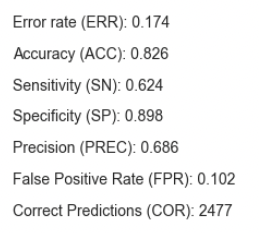 Error rate (ERR): 0.174
Accuracy (ACC): 0.826
Sensitivity (SN): 0.624
Specificity (SP): 0.898
Precision (PREC): 0.686
False Positive Rate (FPR): 0.102
Correct Predictions (COR): 2477